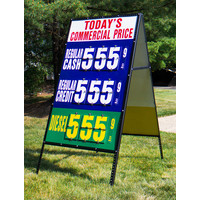 TODAY'S
COMMERCIAL PRICE
REGULAR
CASH 555 9
REGULAR
CREDIT 555 9
DIESEL 555 9